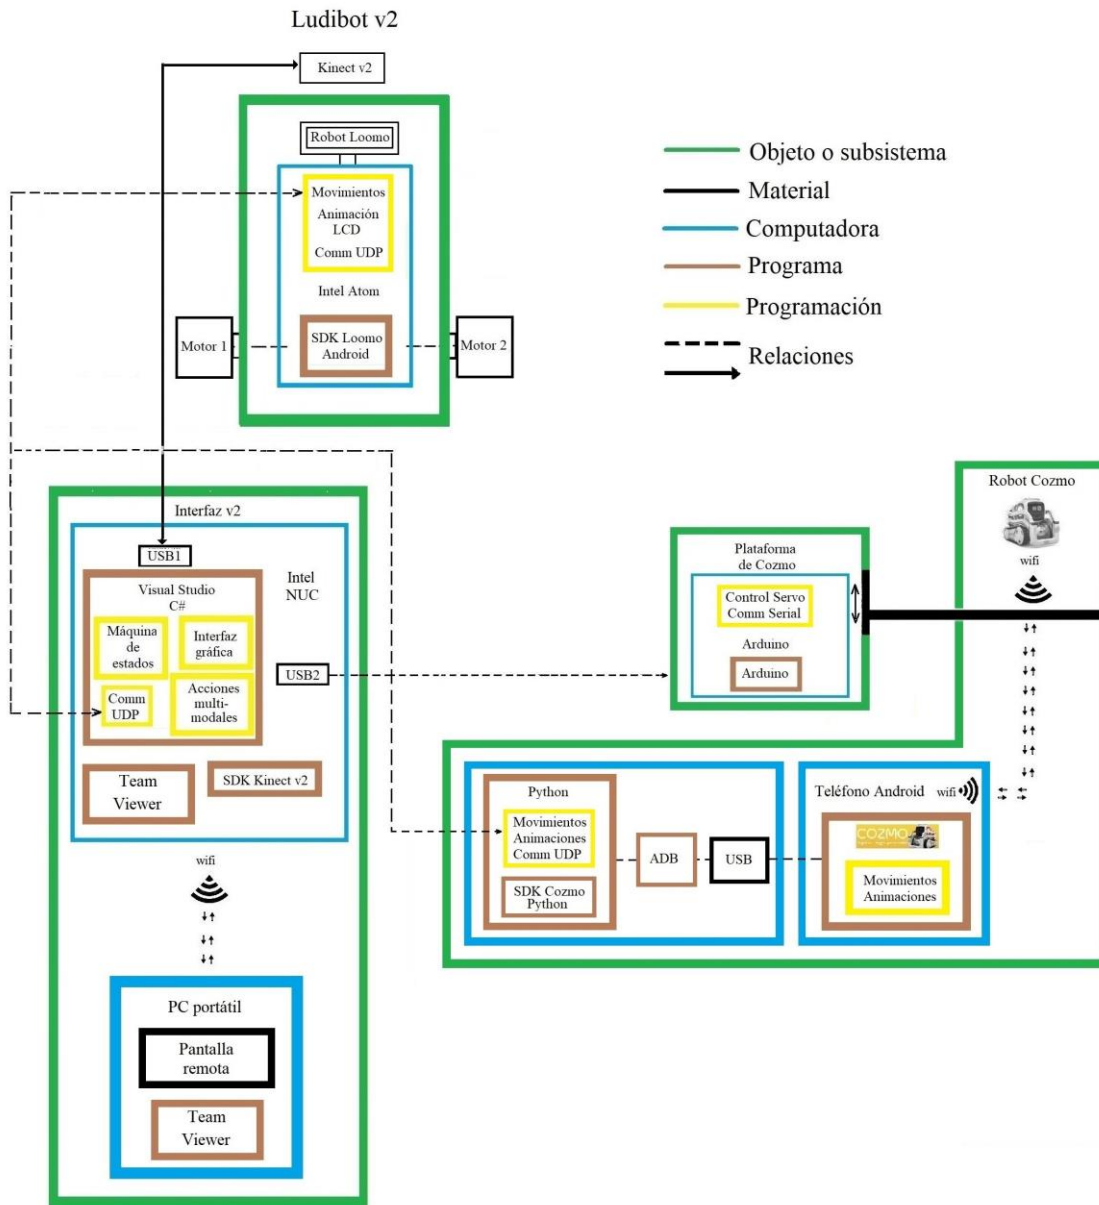 Ludibot v2
Kinect v2
Robot Loomo
Movimientos
Animación
LCD
Comm UDP
Intel Atom
SDK Loomo
Android
Motor 1
Motor 2
Objeto o subsistema
Material
Computadora
Programa
Programación
Relaciones
Interfaz v2
USB1
Intel
NUC
Visual Studio
C#
Máquina
de
estados
Interfaz
gráfica
Comm
UDP
Acciones
multi-
modales
USB2
Team
Viewer
SDK Kinect v2
wifi
PC portátil
Pantalla
remota
Team
Viewer
Plataforma
de Cozmo
Control Servo
Comm Serial
Arduino
Arduino
Robot Cozmo
wifi
Python
Movimientos
Animaciones
Comm UDP
SDK Cozmo
Python
ADB
USB
Teléfono Android
wifi
COZMO
Movimientos
Animaciones